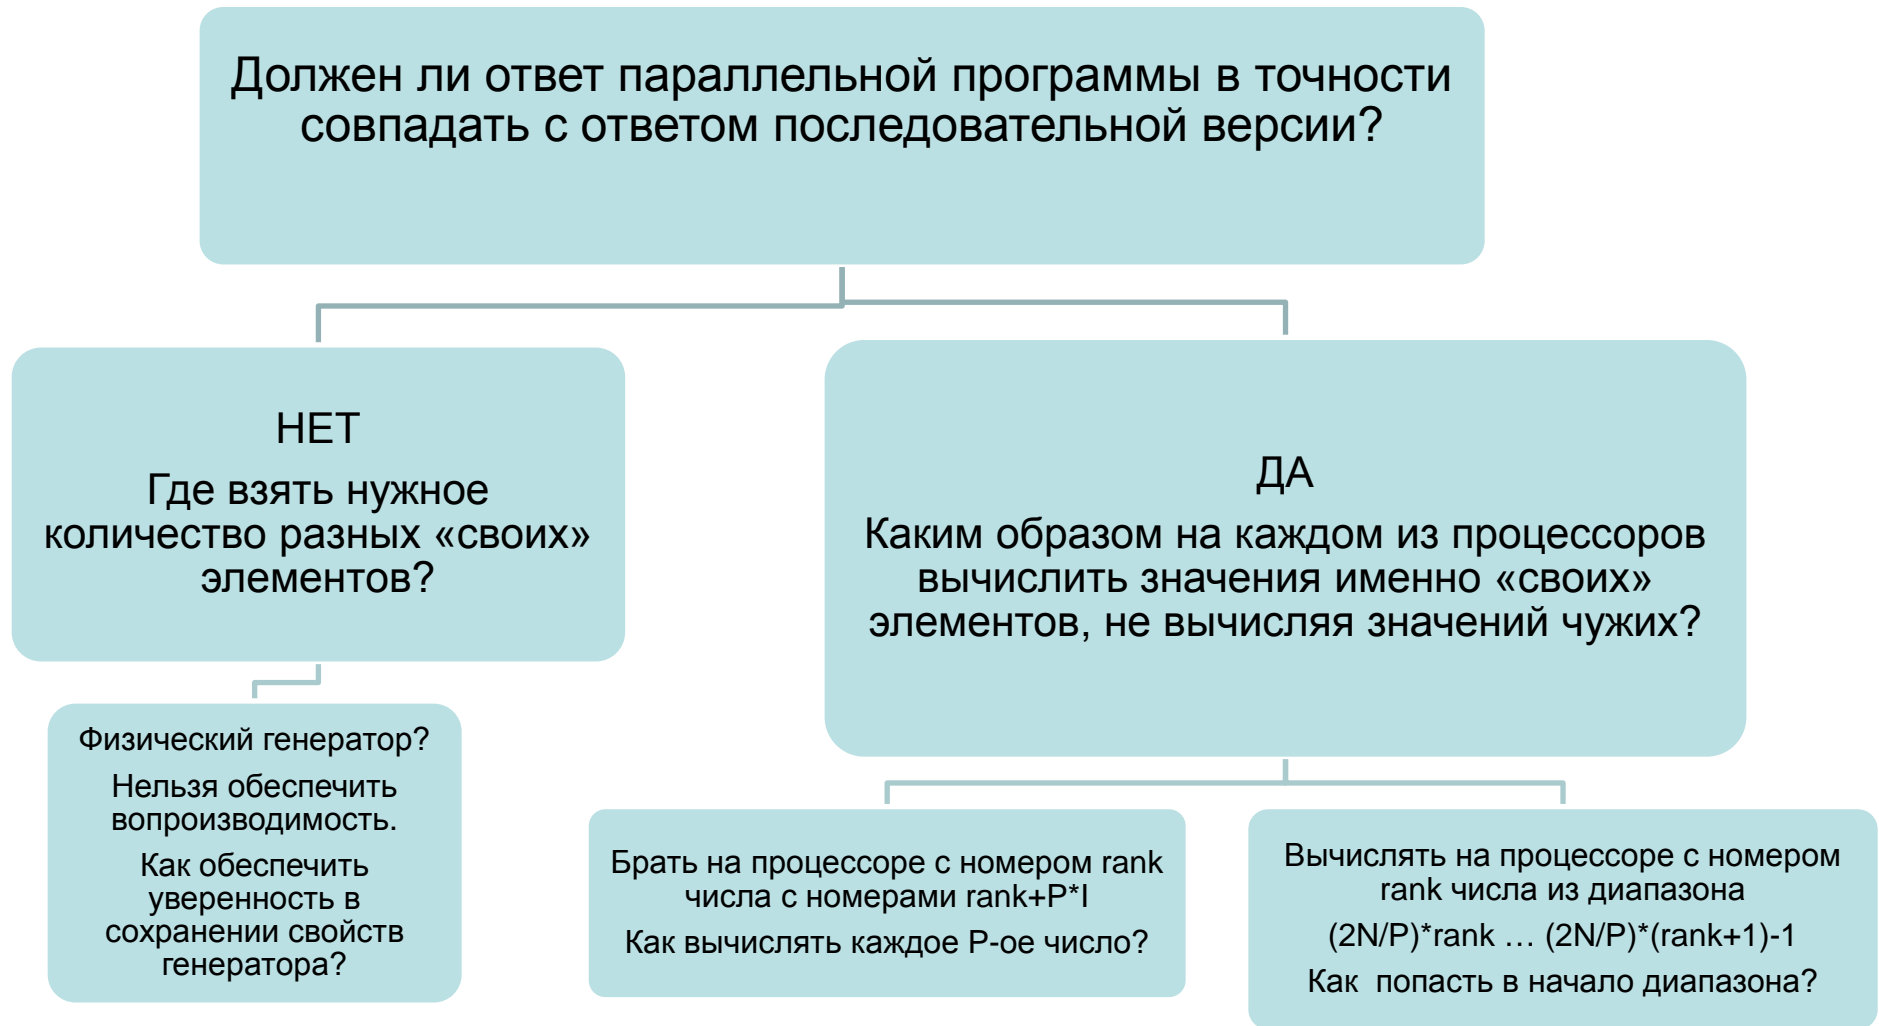 Должен ли ответ параллельной программы в точности
совпадать с ответом последовательной версии?
НЕТ
Где взять нужное
количество разных «своих»
элементов?
ДА
Каким образом на каждом из процессоров
вычислить значения именно «своих»
элементов, не вычисляя значений чужих?
Физический генератор?
Нельзя обеспечить
вопроизводимость.
Как обеспечить
уверенность в
сохранении свойств
генератора?
Брать на процессоре с номером rank
числа с номерами rank+P*I
Как вычислять каждое P-ое число?
Вычислять на процессоре с номером
rank числа из диапазона
(2N/P)*rank … (2N/P)*(rank+1)-1
Как попасть в начало диапазона?